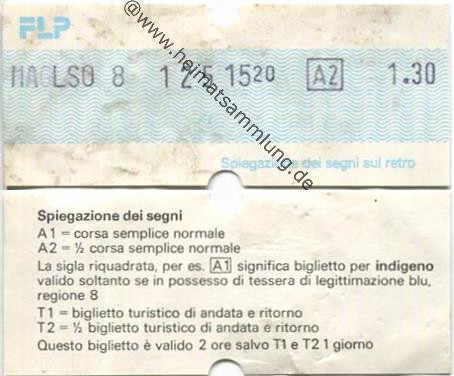 FLP
MAGLSO 8 125 1520 A2 1.30
Spiegazione dei segni sul retro
@www.heimatsammlung.de
Spiegazione dei segni
A1 = corsa semplice normale
A2 = ½ corsa semplice normale
La sigla riquadrata, per es. A1 significa biglietto per indigeno
valido soltanto se in possesso di tessera di legittimazione blu,
regione 8
T1 = biglietto turistico di andata e ritorno
T2 = ½ biglietto turistico di andata e ritorno
Questo biglietto è valido 2 ore salvo T1 e T2 1 giorno